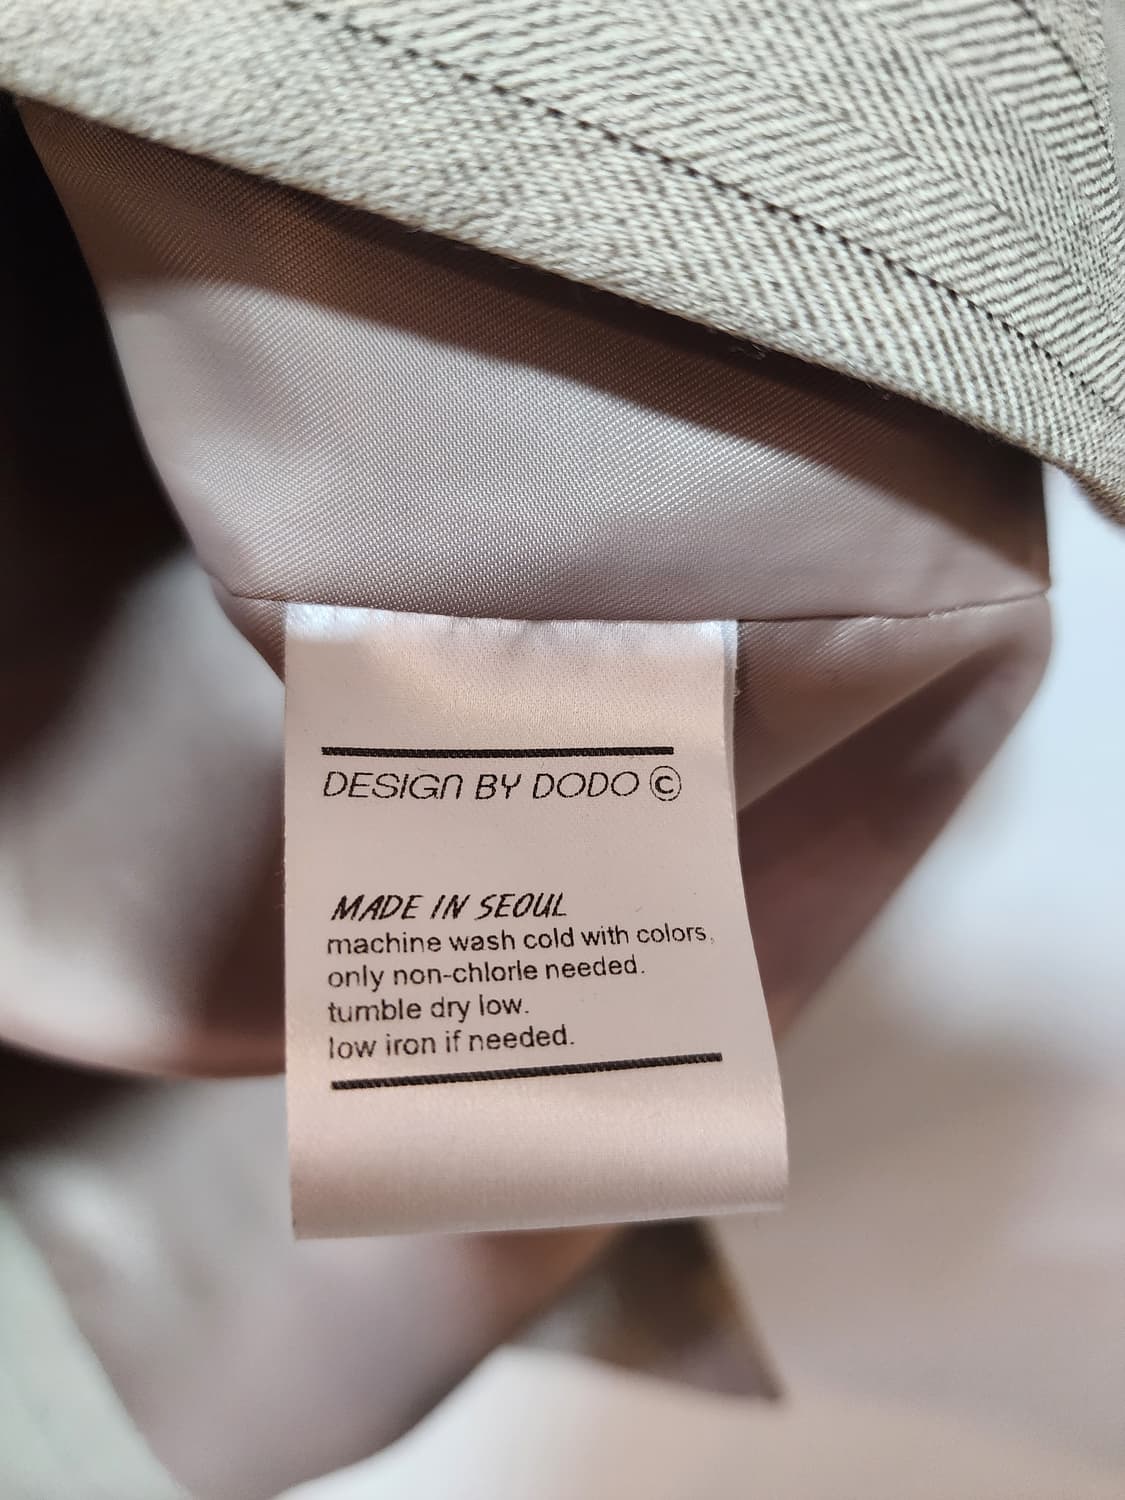 DESIGN BY DODO ©
MADE IN SEOUL
machine wash cold with colors,
only non-chlorle needed.
tumble dry low.
low iron if needed.